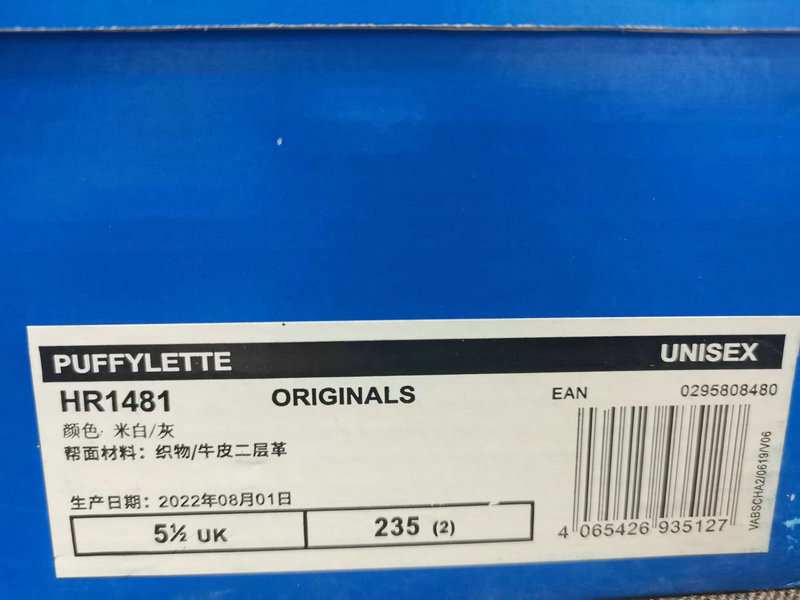 PUFFYLETTE UNISEX
HR1481 ORIGINALS EAN 0295808480
颜色: 米白/灰
帮面材料：织物/牛皮二层革
生产日期：2022年08月01日
5½ UK 235 (2)
4 065426 935127
VABSCHA2/0619/V06